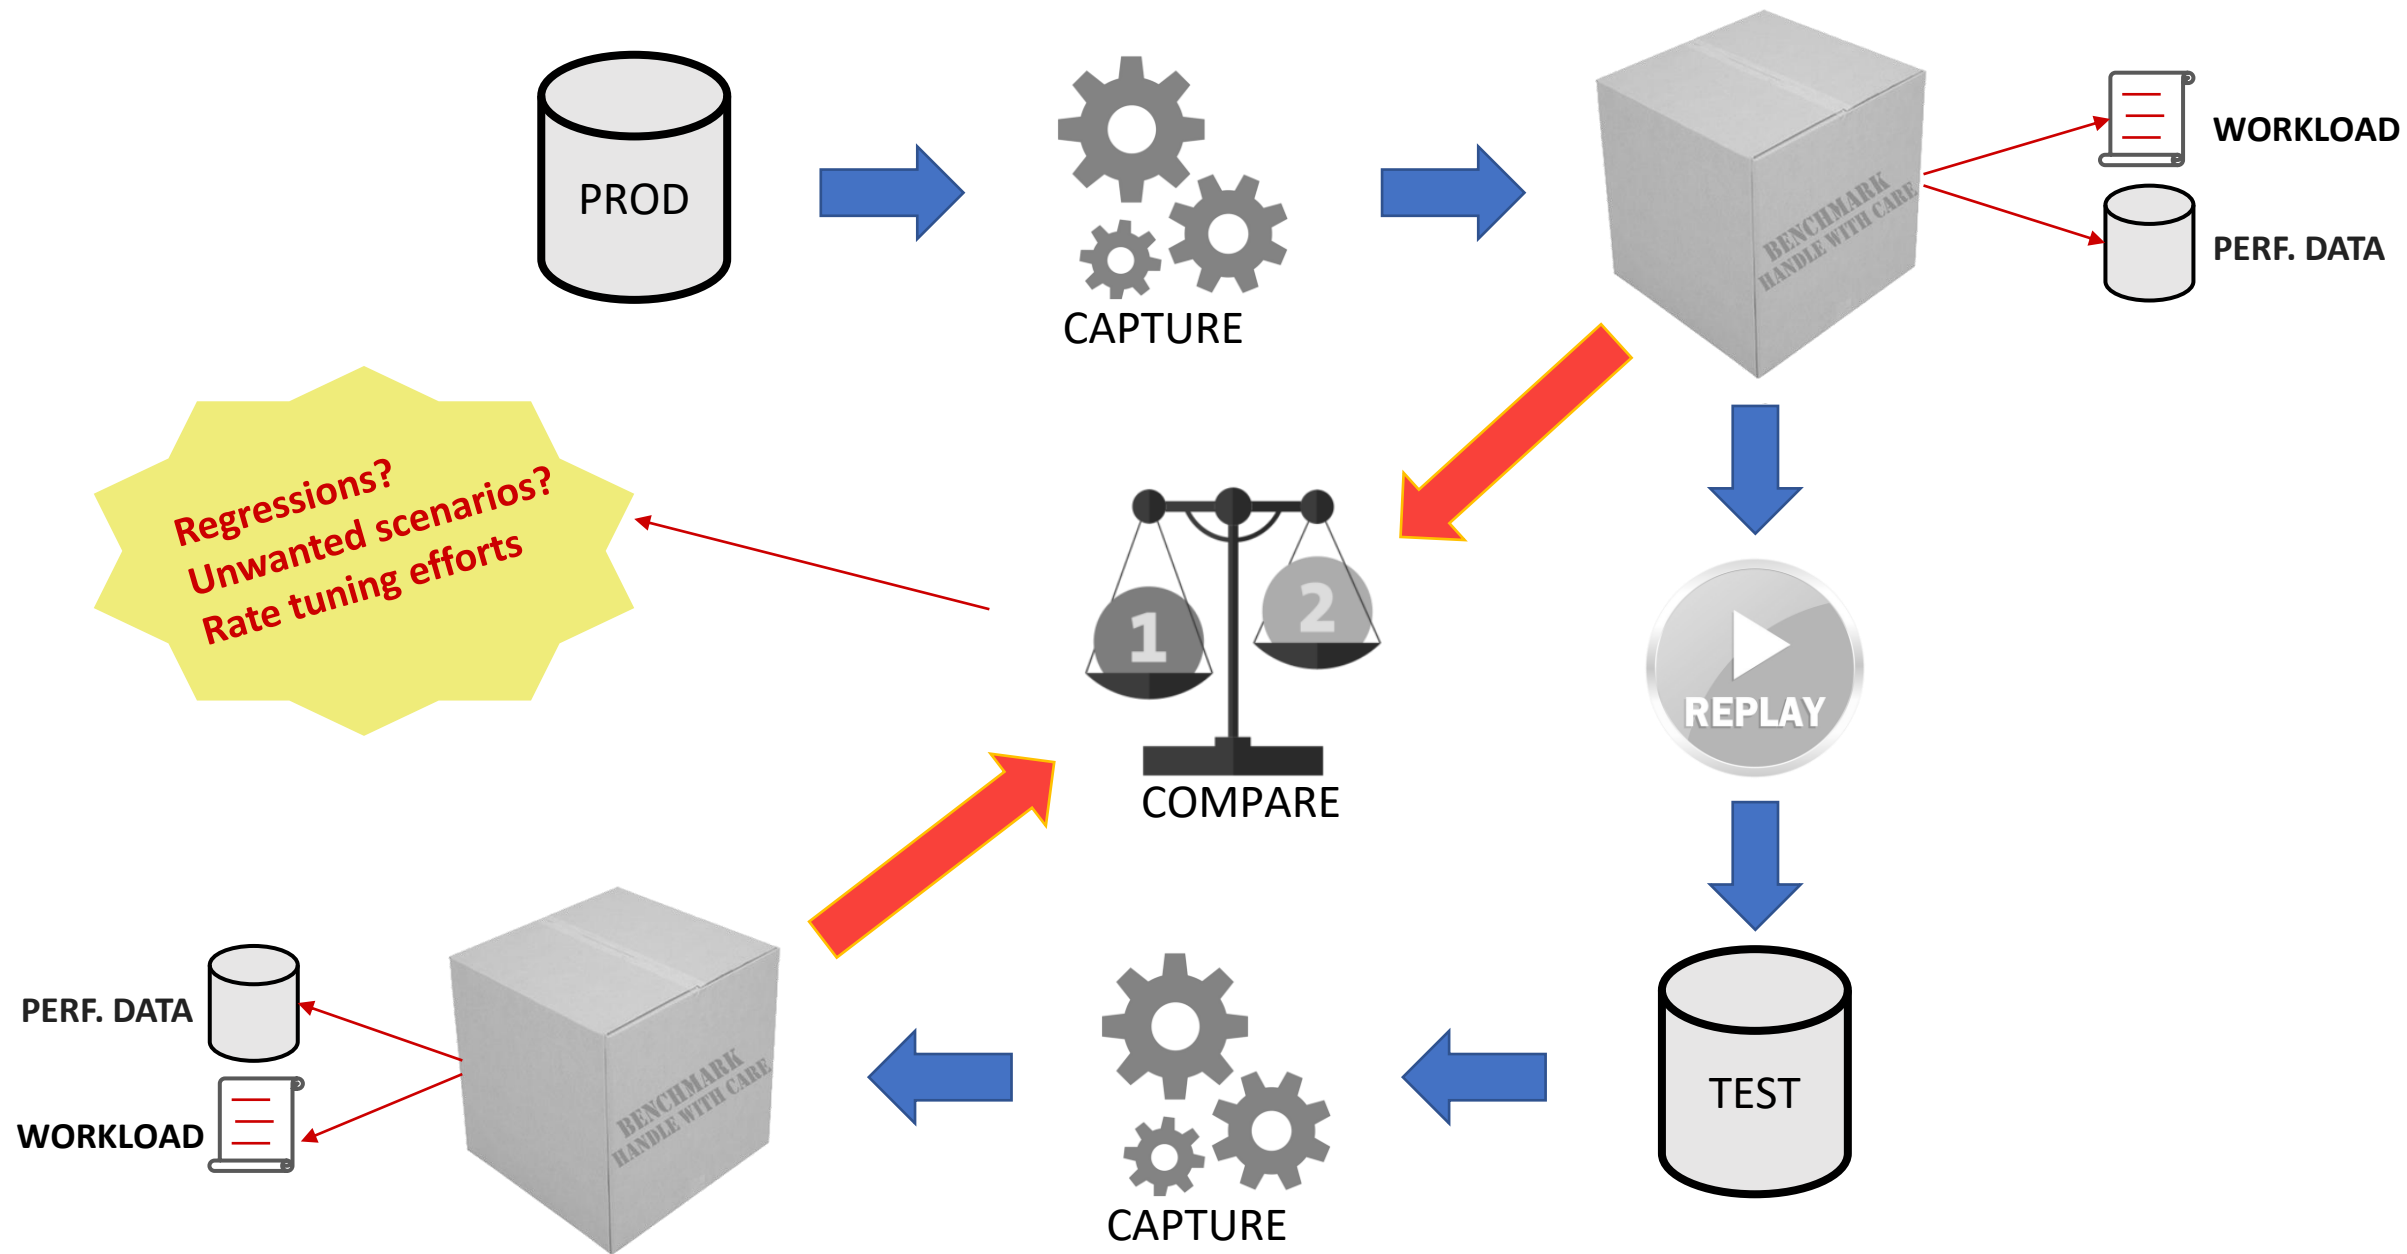 PROD
CAPTURE
BENCHMARK
HANDLE WITH CARE
WORKLOAD
PERF. DATA
Regressions?
Unwanted scenarios?
Rate tuning efforts
1
2
COMPARE
REPLAY
PERF. DATA
WORKLOAD
BENCHMARK
HANDLE WITH CARE
CAPTURE
TEST